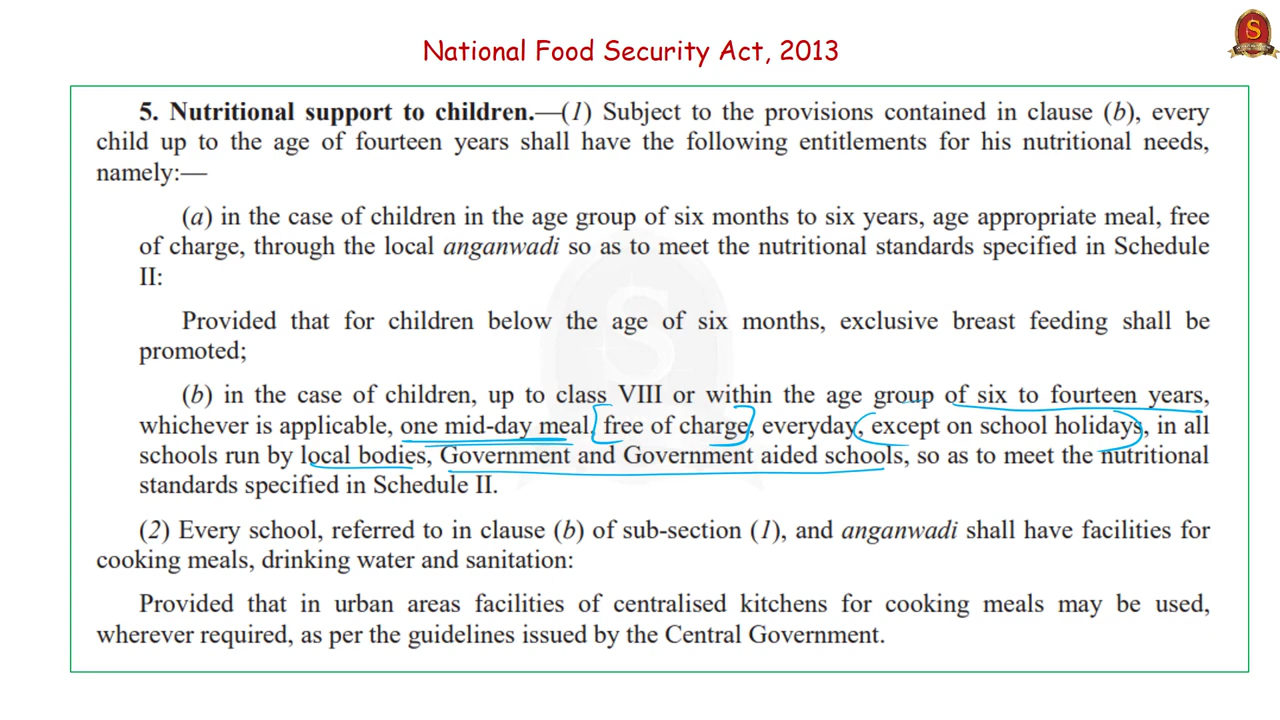 National Food Security Act, 2013
S
5. Nutritional support to children.—(1) Subject to the provisions contained in clause (b), every
child up to the age of fourteen years shall have the following entitlements for his nutritional needs,
namely:—
(a) in the case of children in the age group of six months to six years, age appropriate meal, free
of charge, through the local anganwadi so as to meet the nutritional standards specified in Schedule
II:
Provided that for children below the age of six months, exclusive breast feeding shall be
promoted;
(b) in the case of children, up to class VIII or within the age group of six to fourteen years,
whichever is applicable, one mid-day meal, free of charge, everyday, except on school holidays, in all
schools run by local bodies, Government and Government aided schools, so as to meet the nutritional
standards specified in Schedule II.
(2) Every school, referred to in clause (b) of sub-section (1), and anganwadi shall have facilities for
cooking meals, drinking water and sanitation:
Provided that in urban areas facilities of centralised kitchens for cooking meals may be used,
wherever required, as per the guidelines issued by the Central Government.